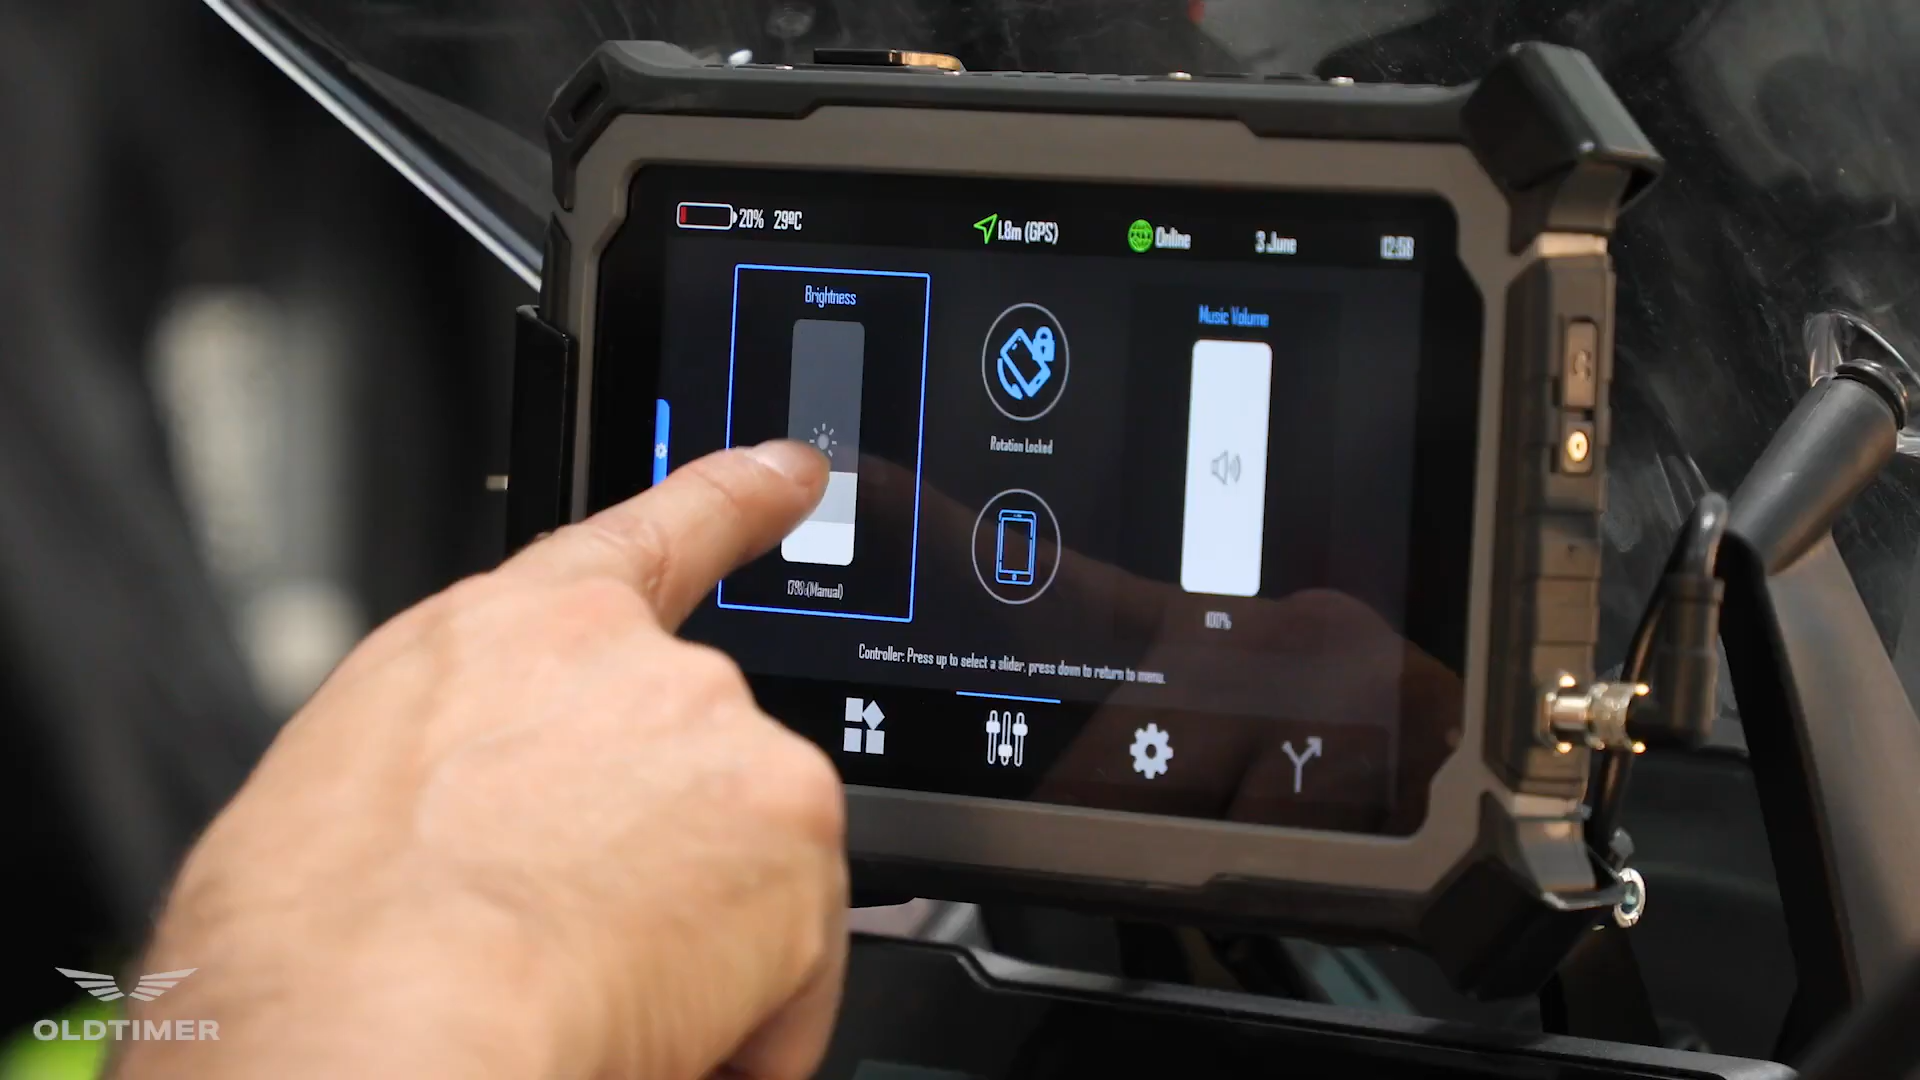 20% 29ºC
1.8m (GPS)
Online
3 June
12:58
Brightness
Music Volume
Rotation Locked
(Manual)
100%
Controller: Press up to select a slider, press down to return to menu.
OLDTIMER